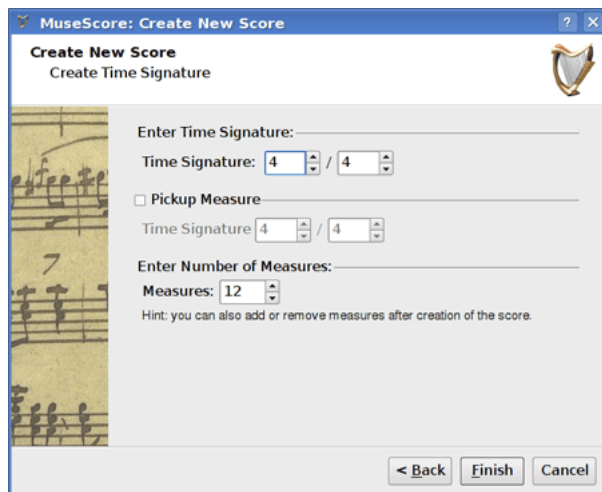 MuseScore: Create New Score
Create New Score
Create Time Signature
Enter Time Signature:
Time Signature: 4 / 4
Pickup Measure
Time Signature 4 / 4
Enter Number of Measures:
Measures: 12
Hint: you can also add or remove measures after creation of the score.
< Back Finish Cancel